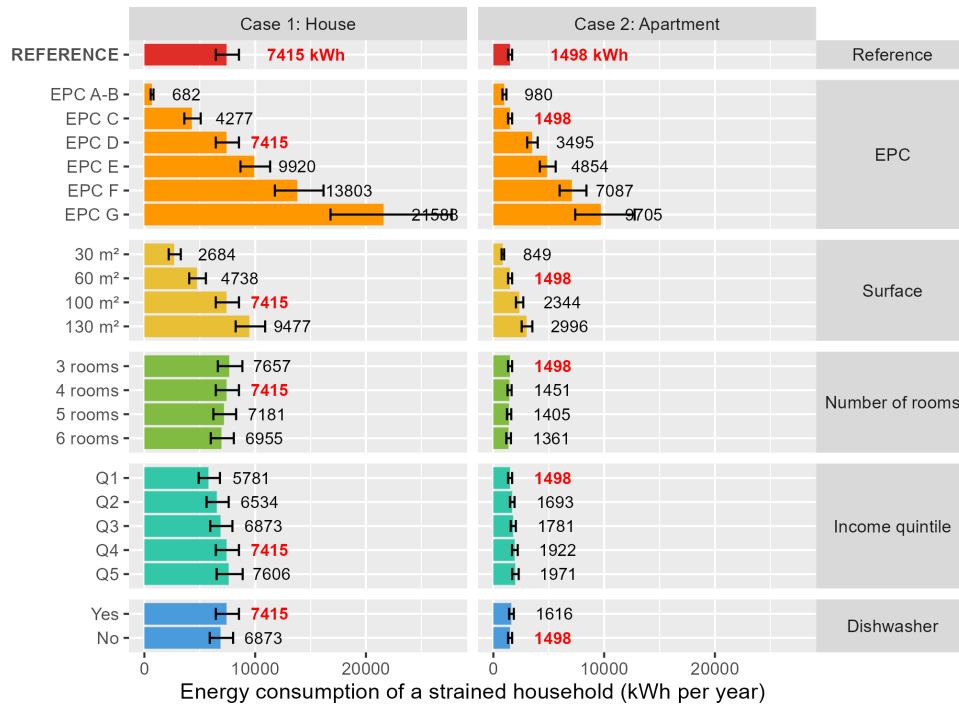 Case 1: House
Case 2: Apartment
REFERENCE 7415 kWh 1498 kWh Reference
EPC A-B 682 980
EPC C 4277 1498
EPC D 7415 3495
EPC E 9920 4854
EPC F 13803 7087
EPC G 21583 9705
EPC
30 m² 2684 849
60 m² 4738 1498
100 m² 7415 2344
130 m² 9477 2996
Surface
3 rooms 7657 1498
4 rooms 7415 1451
5 rooms 7181 1405
6 rooms 6955 1361
Number of rooms
Q1 5781 1498
Q2 6534 1693
Q3 6873 1781
Q4 7415 1922
Q5 7606 1971
Income quintile
Yes 7415 1616
No 6873 1498
Dishwasher
0 10000 20000 0 10000 20000
Energy consumption of a strained household (kWh per year)